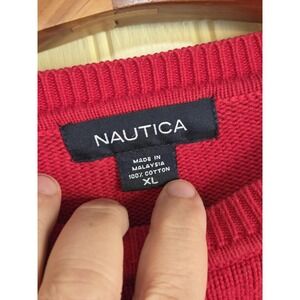 NAUTICA
MADE IN
MALAYSIA
100% COTTON
XL